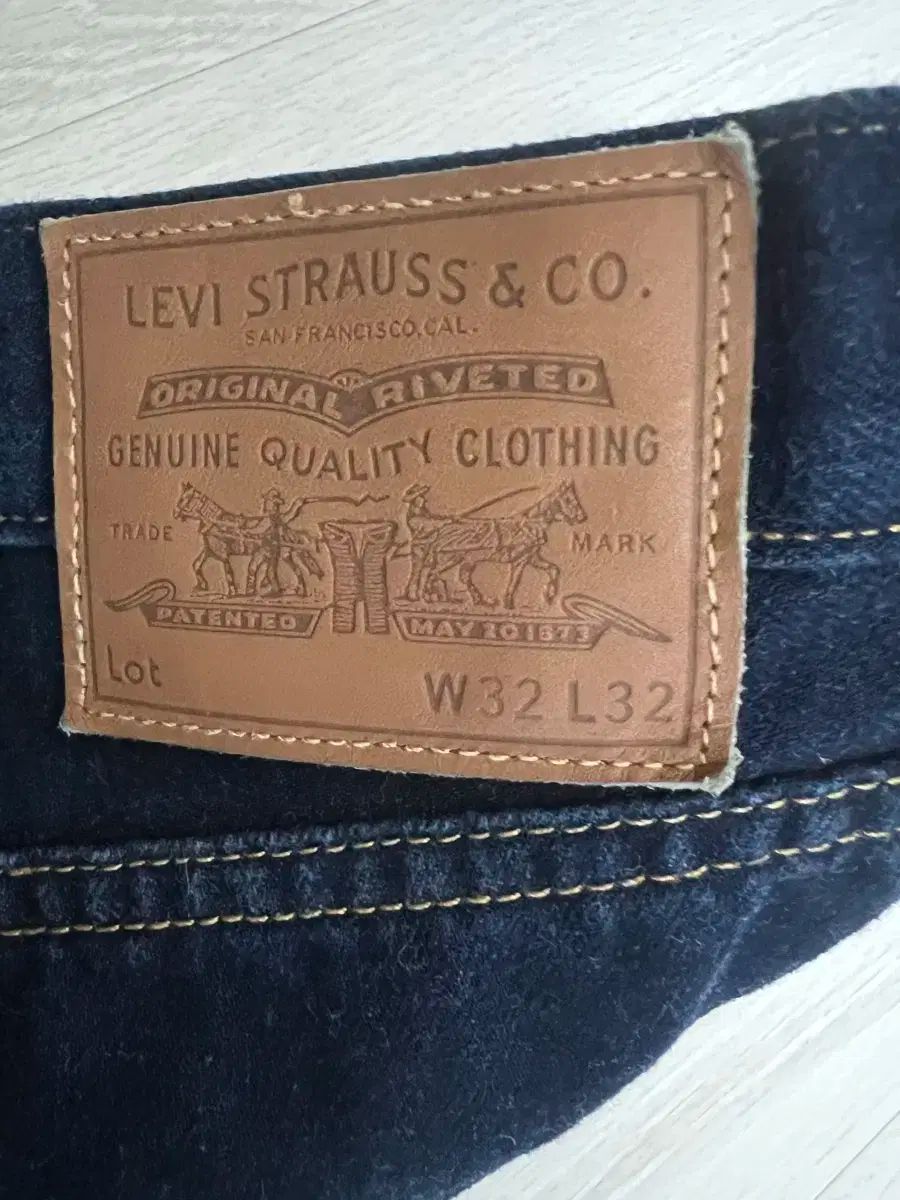 LEVI STRAUSS & CO.
SAN FRANCISCO, CAL.
ORIGINAL RIVETED
GENUINE QUALITY CLOTHING
TRADE MARK
PATENTED MAY 20 1873
Lot W32 L32